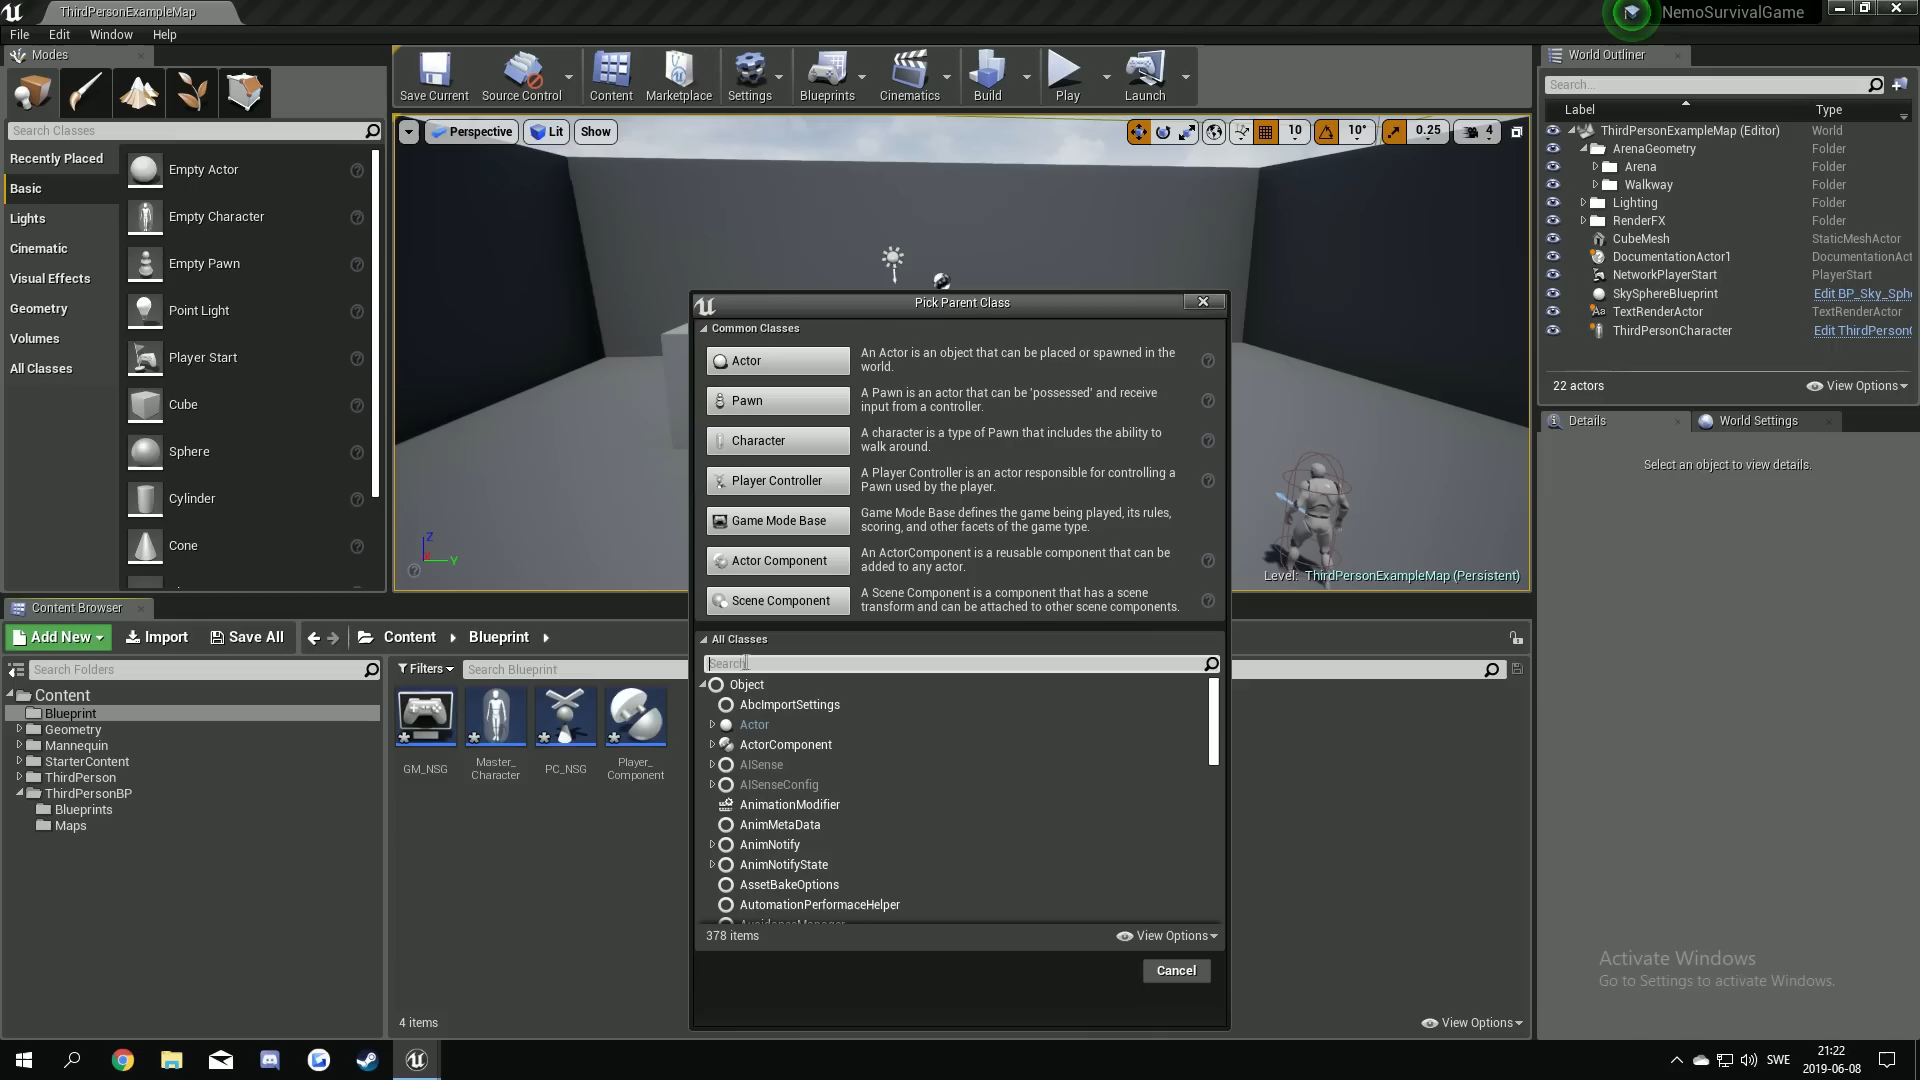 ThirdPersonExampleMap
NemoSurvivalGame
File Edit Window Help
Modes
Search Classes
Recently Placed
Basic
Lights
Cinematic
Visual Effects
Geometry
Volumes
All Classes
Empty Actor
Empty Character
Empty Pawn
Point Light
Player Start
Cube
Sphere
Cylinder
Cone
Save Current
Source Control
Content
Marketplace
Settings
Blueprints
Cinematics
Build
Play
Launch
Perspective Lit Show
10 10° 0.25 4
Z
Y
Level: ThirdPersonExampleMap (Persistent)
World Outliner
Search...
Label Type
ThirdPersonExampleMap (Editor) World
ArenaGeometry Folder
Arena Folder
Walkway Folder
Lighting Folder
RenderFX Folder
CubeMesh StaticMeshActor
DocumentationActor1 DocumentationAct
NetworkPlayerStart PlayerStart
SkySphereBlueprint Edit BP_Sky_Sph
TextRenderActor TextRenderActor
ThirdPersonCharacter Edit ThirdPerson
22 actors View Options
Details World Settings
Select an object to view details.
Pick Parent Class
Common Classes
Actor
An Actor is an object that can be placed or spawned in the
world.
Pawn
A Pawn is an actor that can be 'possessed' and receive
input from a controller.
Character
A character is a type of Pawn that includes the ability to
walk around.
Player Controller
A Player Controller is an actor responsible for controlling a
Pawn used by the player.
Game Mode Base
Game Mode Base defines the game being played, its rules,
scoring, and other facets of the game type.
Actor Component
An ActorComponent is a reusable component that can be
added to any actor.
Scene Component
A Scene Component is a component that has a scene
transform and can be attached to other scene components.
All Classes
Search
Object
AbcImportSettings
Actor
ActorComponent
AISense
AISenseConfig
AnimationModifier
AnimMetaData
AnimNotify
AnimNotifyState
AssetBakeOptions
AutomationPerformaceHelper
378 items View Options
Cancel
Content Browser
Add New Import Save All Content Blueprint
Search Folders
Filters Search Blueprint
Content
Blueprint
Geometry
Mannequin
StarterContent
ThirdPerson
ThirdPersonBP
Blueprints
Maps
GM_NSG
Master_
Character
PC_NSG
Player_
Component
4 items View Options
Activate Windows
Go to Settings to activate Windows.
SWE
21:22
2019-06-08